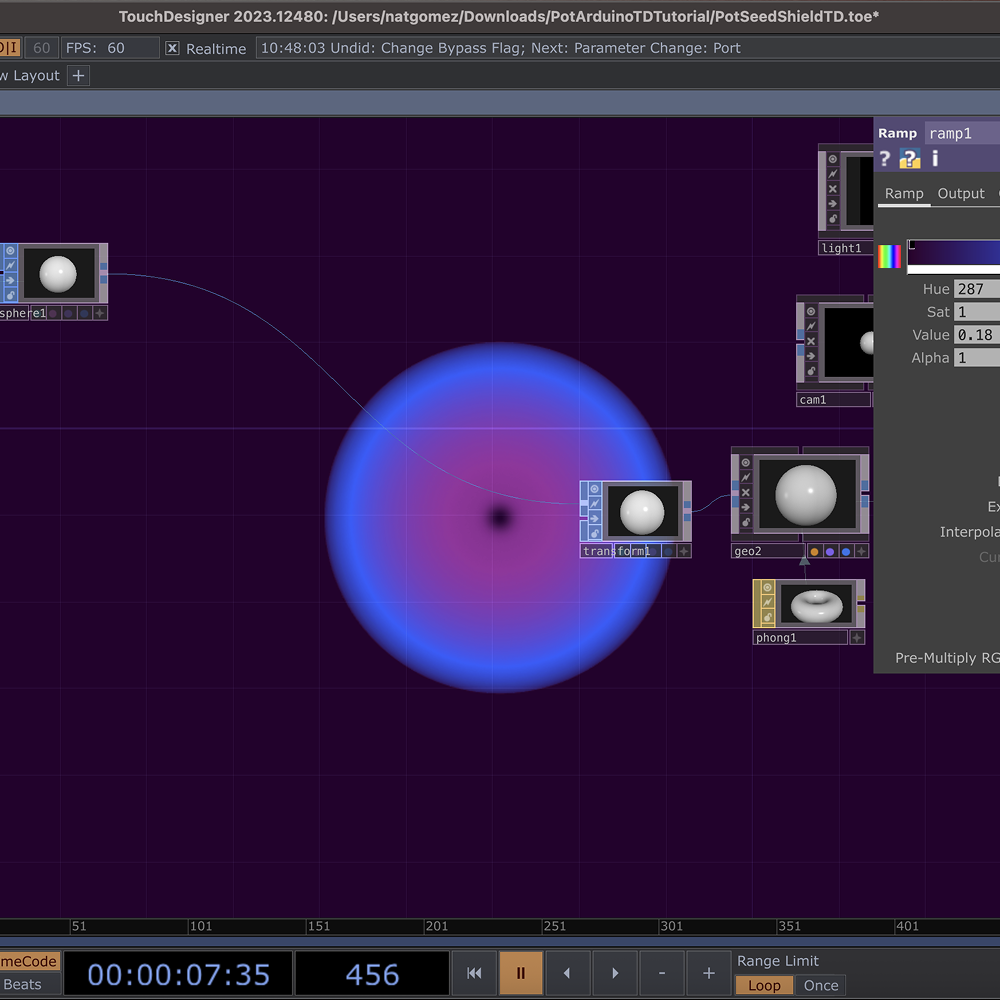 TouchDesigner 2023.12480: /Users/natgomez/Downloads/PotArduinoTDTutorial/PotSeedShieldTD.toe*
60 FPS: 60 Realtime 10:48:03 Undid: Change Bypass Flag; Next: Parameter Change: Port
w Layout +
Ramp ramp1
? ? i
Ramp Output
light1
sphere1
Hue 287
Sat 1
Value 0.18
Alpha 1
cam1
Ex
Interpola
Cu
transform1
geo2
phong1
Pre-Multiply RG
51 101 151 201 251 301 351 401
meCode
Beats
00:00:07:35
456
- +
Range Limit
Loop Once